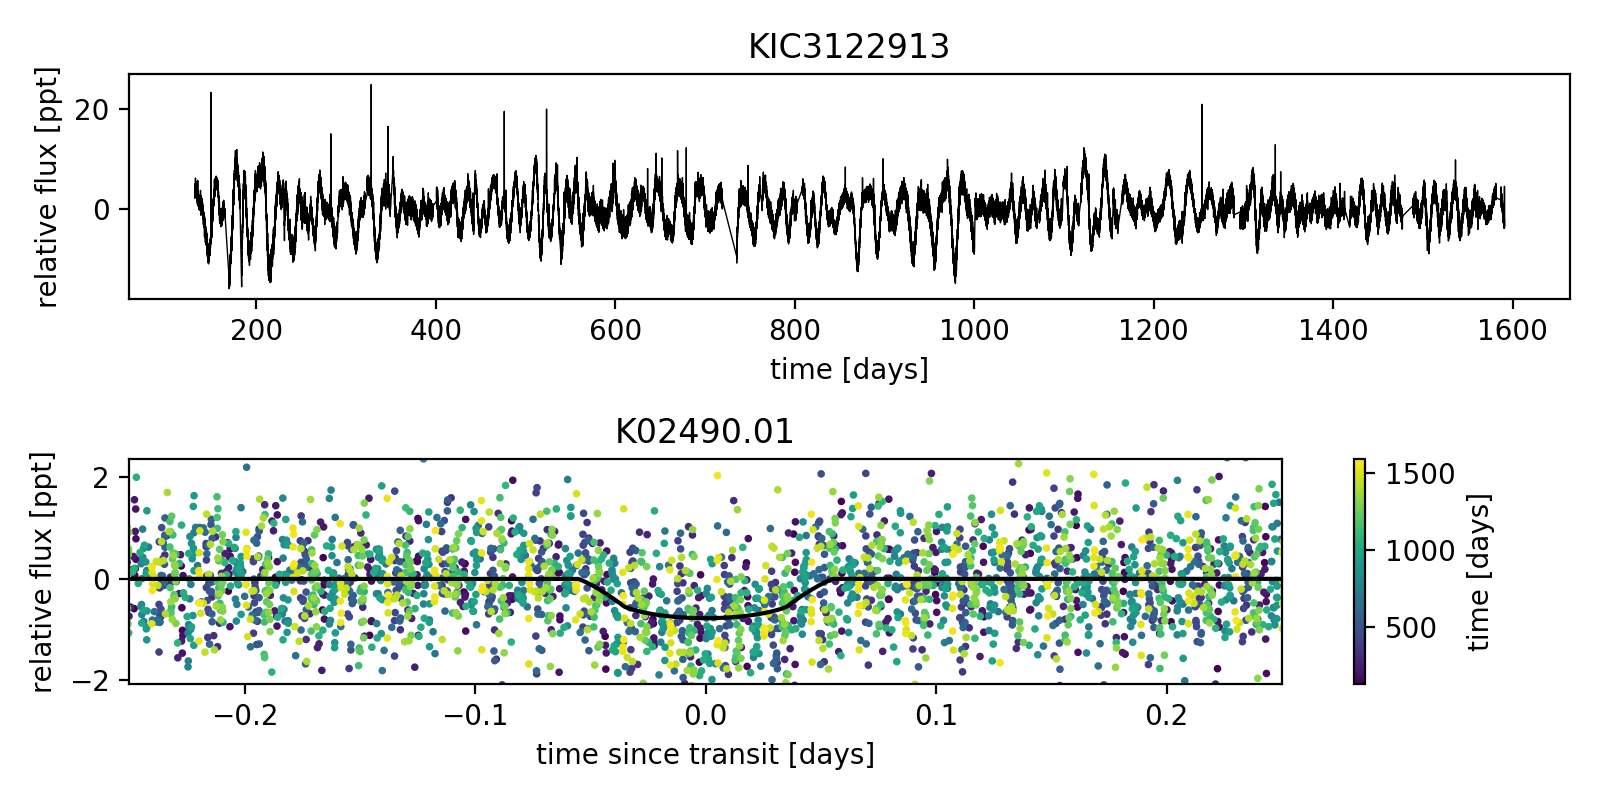 KIC3122913
relative flux [ppt]
20
0
200 400 600 800 1000 1200 1400 1600
time [days]
K02490.01
relative flux [ppt]
2
0
−2
−0.2 −0.1 0.0 0.1 0.2
time since transit [days]
1500
1000
500
time [days]